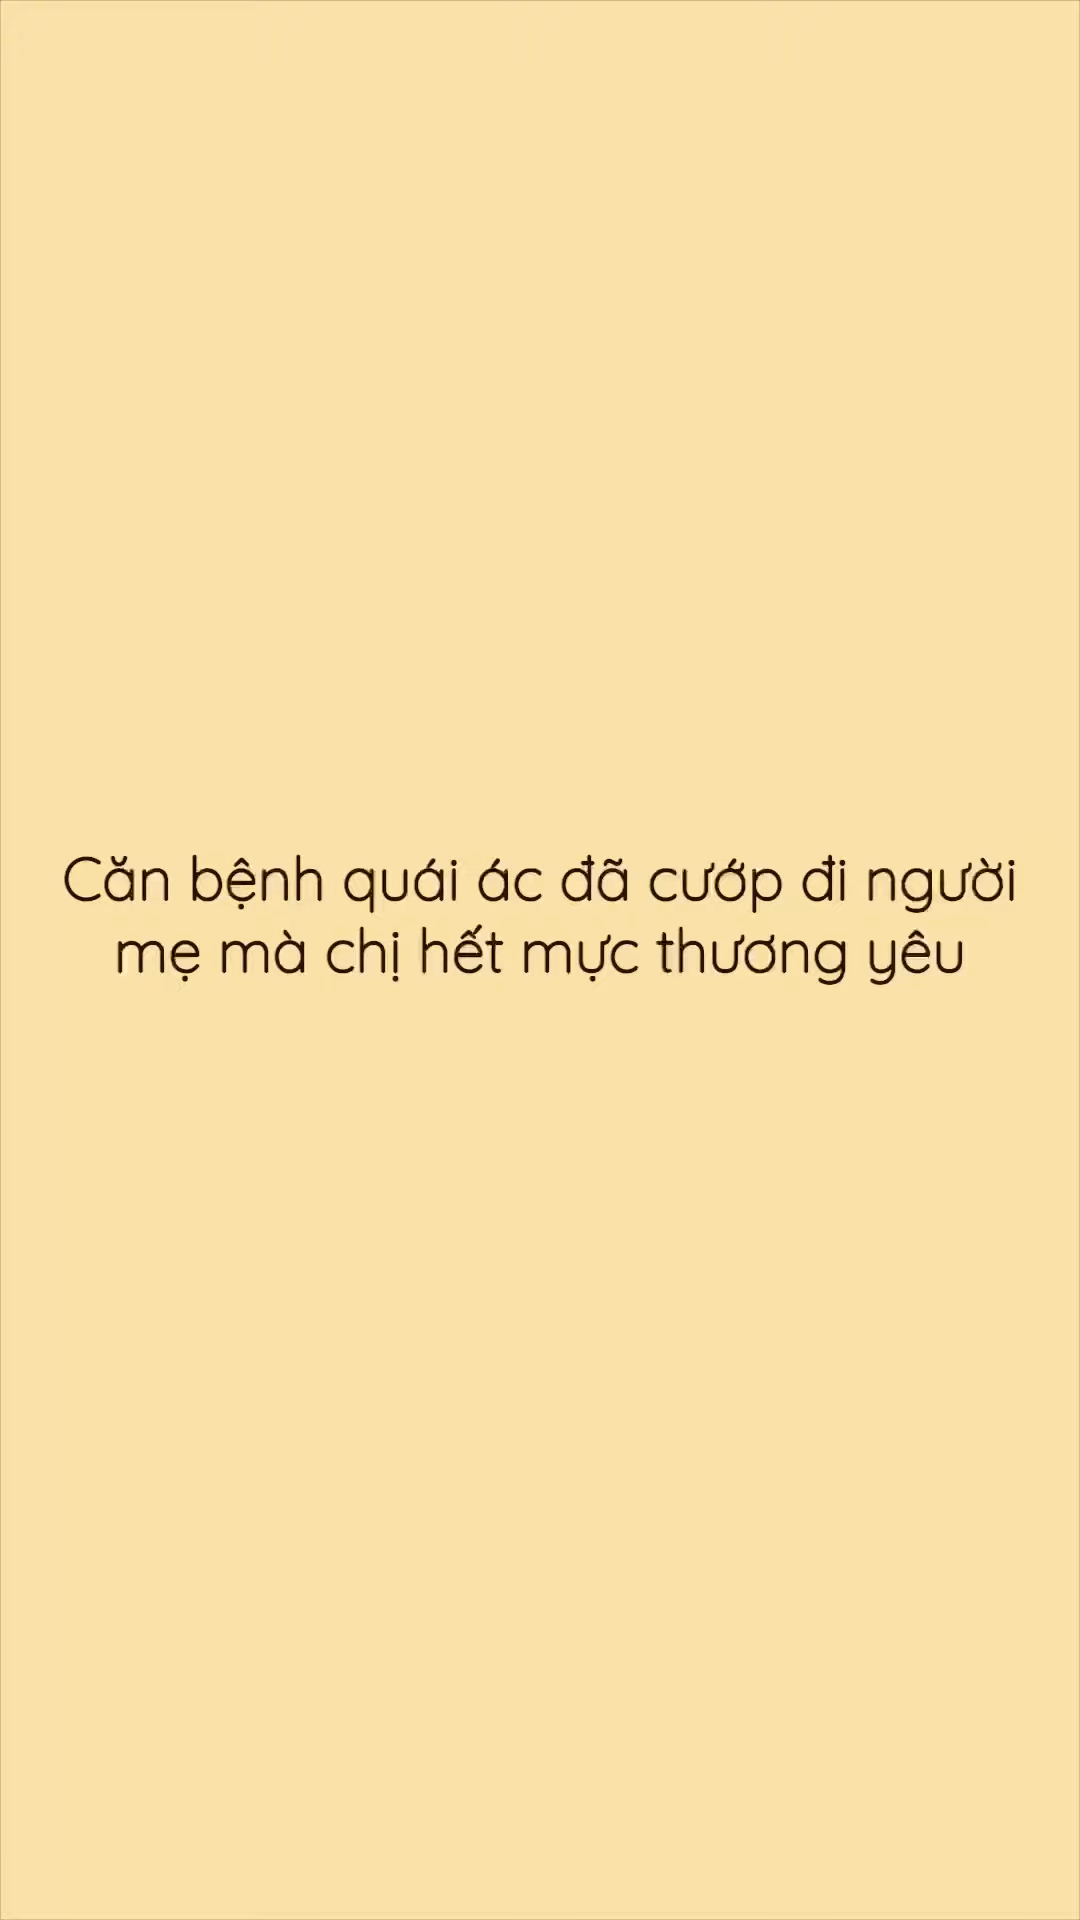 Căn bệnh quái ác đã cướp đi người
mẹ mà chị hết mực thương yêu